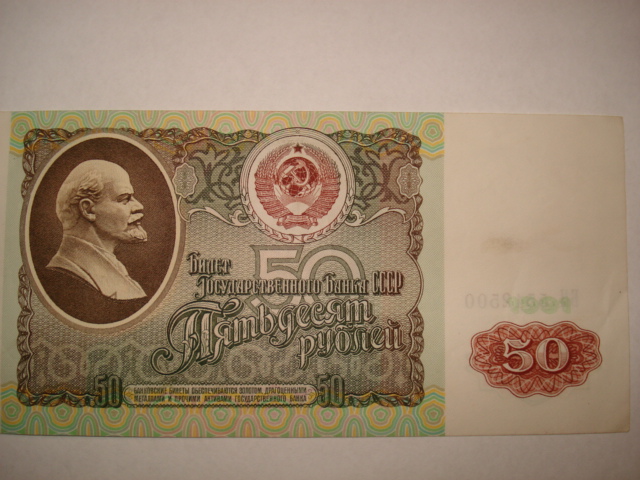 50
Билет
Государственного Банка СССР
Пятьдесят
рублей
50
50 БАНКОВСКИЕ БИЛЕТЫ ОБЕСПЕЧИВАЮТСЯ ЗОЛОТОМ, ДРАГОЦЕННЫМИ 50
МЕТАЛЛАМИ И ПРОЧИМИ АКТИВАМИ ГОСУДАРСТВЕННОГО БАНКА